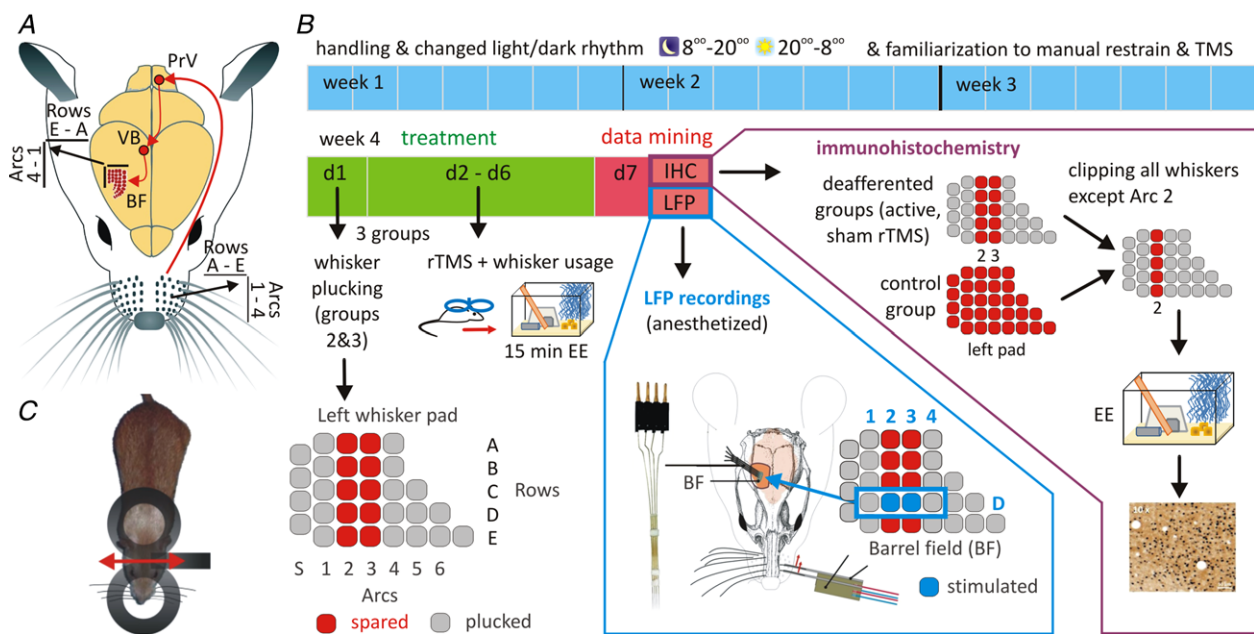 A
PrV
Rows
E - A
VB
Arcs
4 - 1
BF
Rows
A - E
Arcs
1 - 4
C
B
handling & changed light/dark rhythm 8ºº-20ºº 20ºº-8ºº & familiarization to manual restrain & TMS
week 1 week 2 week 3
week 4 treatment data mining
d1 d2 - d6 d7 IHC
LFP
3 groups
whisker
plucking
(groups
2&3)
rTMS + whisker usage
15 min EE
Left whisker pad
A
B
C
D
E
Rows
S 1 2 3 4 5 6
Arcs
spared plucked
LFP recordings
(anesthetized)
BF
1 2 3 4
D
Barrel field (BF)
stimulated
immunohistochemistry
deafferented
groups (active,
sham rTMS)
2 3
control
group
left pad
clipping all whiskers
except Arc 2
2
EE